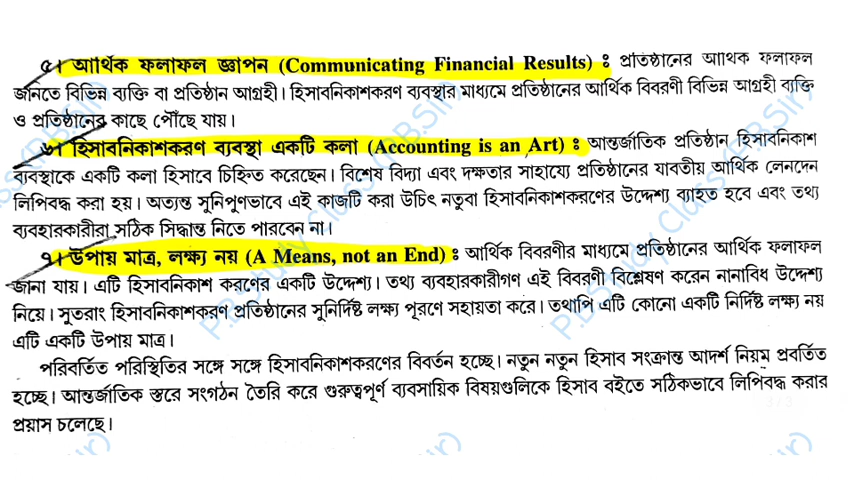 ৫। আর্থিক ফলাফল জ্ঞাপন (Communicating Financial Results) : প্রতিষ্ঠানের আর্থিক ফলাফল
জানতে বিভিন্ন ব্যক্তি বা প্রতিষ্ঠান আগ্রহী। হিসাবনিকাশকরণ ব্যবস্থার মাধ্যমে প্রতিষ্ঠানের আর্থিক বিবরণী বিভিন্ন আগ্রহী ব্যক্তি
ও প্রতিষ্ঠানের কাছে পৌঁছে যায়।
৬। হিসাবনিকাশকরণ ব্যবস্থা একটি কলা (Accounting is an Art) : আন্তর্জাতিক প্রতিষ্ঠান হিসাবনিকাশ
ব্যবস্থাকে একটি কলা হিসাবে চিহ্নিত করেছেন। বিশেষ বিদ্যা এবং দক্ষতার সাহায্যে প্রতিষ্ঠানের যাবতীয় আর্থিক লেনদেন
লিপিবদ্ধ করা হয়। অত্যন্ত সুনিপুণভাবে এই কাজটি করা উচিৎ নতুবা হিসাবনিকাশকরণের উদ্দেশ্য ব্যাহত হবে এবং তথ্য
ব্যবহারকারীরা সঠিক সিদ্ধান্ত নিতে পারবেন না।
৭। উপায় মাত্র, লক্ষ্য নয় (A Means, not an End) : আর্থিক বিবরণীর মাধ্যমে প্রতিষ্ঠানের আর্থিক ফলাফল
জানা যায়। এটি হিসাবনিকাশ করণের একটি উদ্দেশ্য। তথ্য ব্যবহারকারীগণ এই বিবরণী বিশ্লেষণ করেন নানাবিধ উদ্দেশ্য
নিয়ে। সুতরাং হিসাবনিকাশকরণ প্রতিষ্ঠানের সুনির্দিষ্ট লক্ষ্য পূরণে সহায়তা করে। তথাপি এটি কোনো একটি নির্দিষ্ট লক্ষ্য নয়
এটি একটি উপায় মাত্র।
পরিবর্তিত পরিস্থিতির সঙ্গে সঙ্গে হিসাবনিকাশকরণের বিবর্তন হচ্ছে। নতুন নতুন হিসাব সংক্রান্ত আদর্শ নিয়ম প্রবর্তিত
হচ্ছে। আন্তর্জাতিক স্তরে সংগঠন তৈরি করে গুরুত্বপূর্ণ ব্যবসায়িক বিষয়গুলিকে হিসাব বইতে সঠিকভাবে লিপিবদ্ধ করার
প্রয়াস চলেছে।
P.B.Study Class (P.B.Sir)
P.B.Study Class (P.B.Sir)